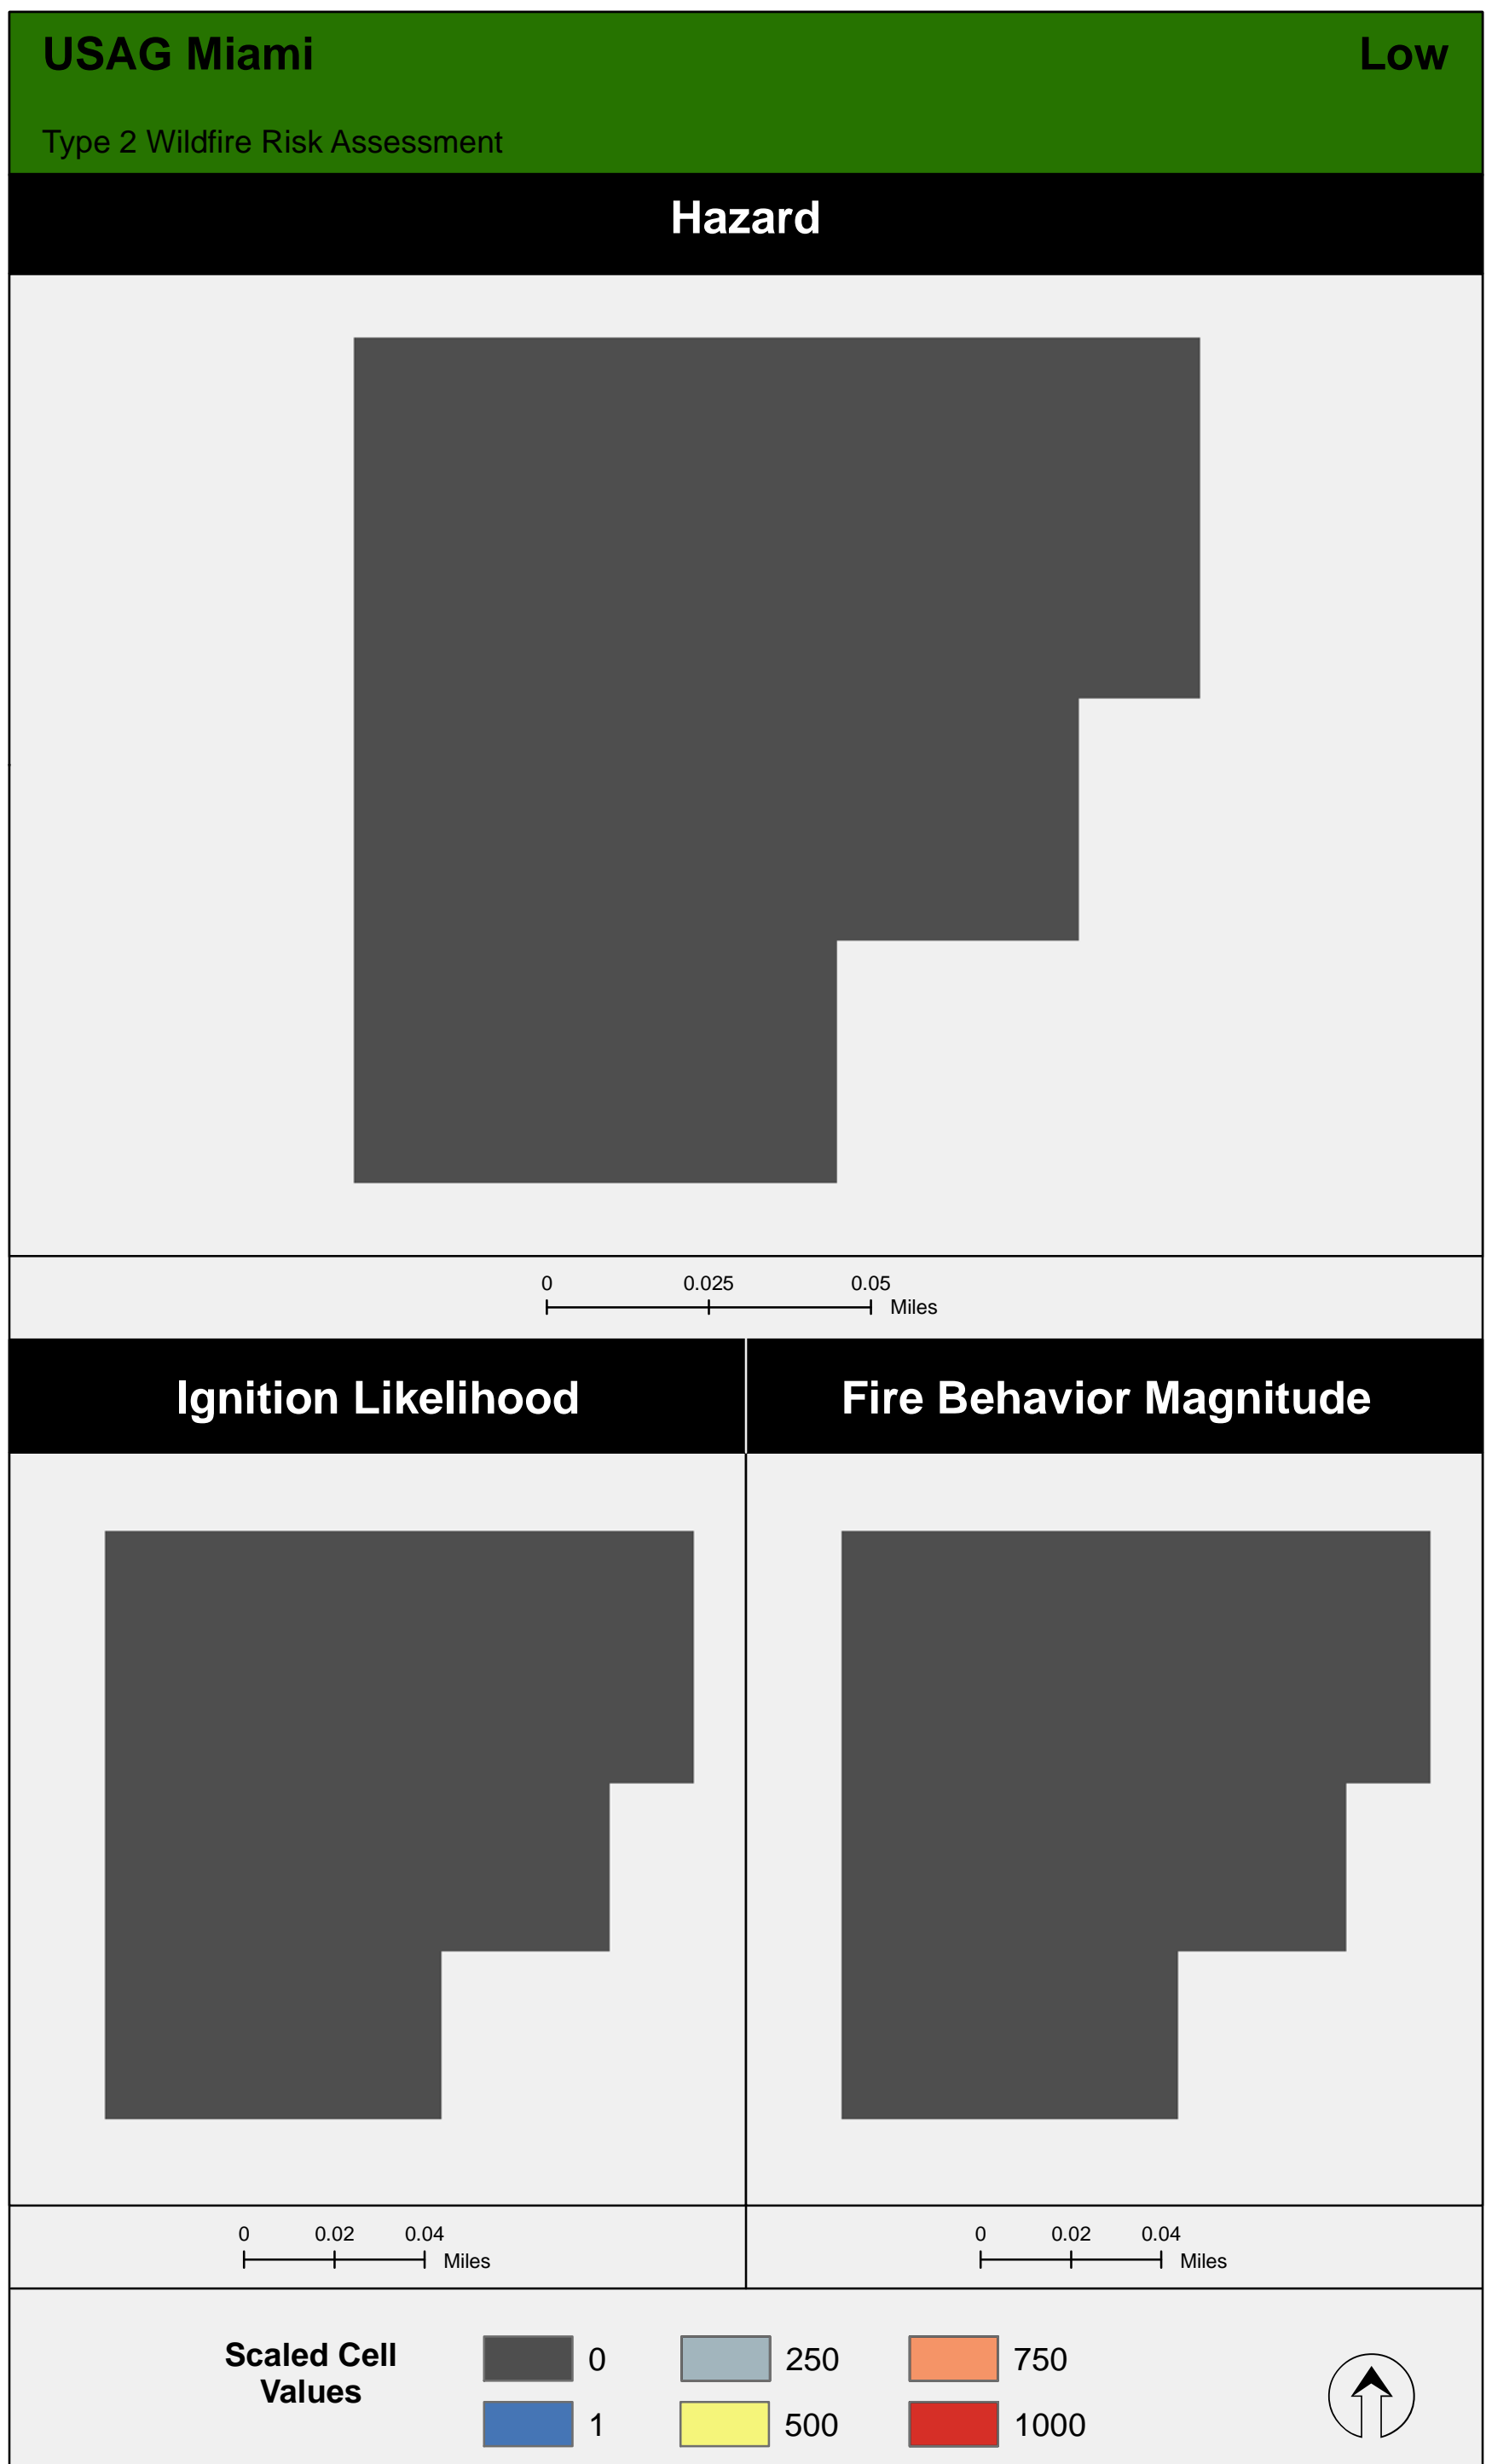 USAG Miami
Low
Type 2 Wildfire Risk Assessment
Hazard
0 0.025 0.05
Miles
Ignition Likelihood
Fire Behavior Magnitude
0 0.02 0.04
Miles
0 0.02 0.04
Miles
Scaled Cell
Values
0
250
750
1
500
1000